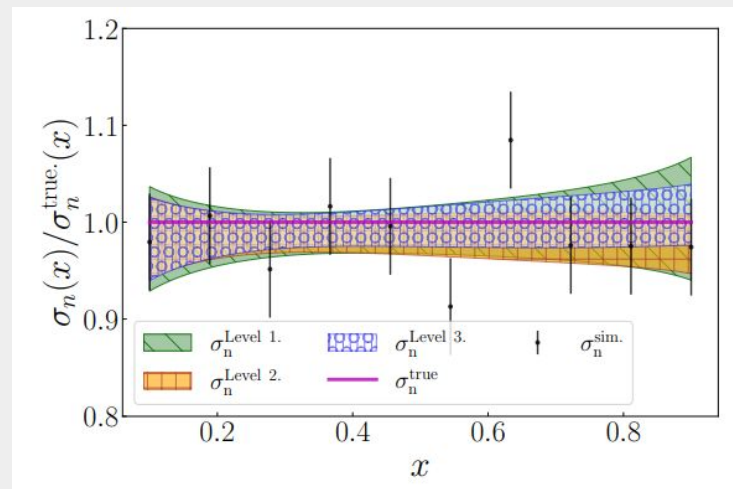 1.2
1.1
1.0
0.9
0.8
σₙ(x)/σₙᵗʳᵘᵉ·(x)
σₙᴸᵉᵛᵉˡ ¹·
σₙᴸᵉᵛᵉˡ ²·
σₙᴸᵉᵛᵉˡ ³·
σₙᵗʳᵘᵉ
σₙˢⁱᵐ·
0.2 0.4 0.6 0.8
x